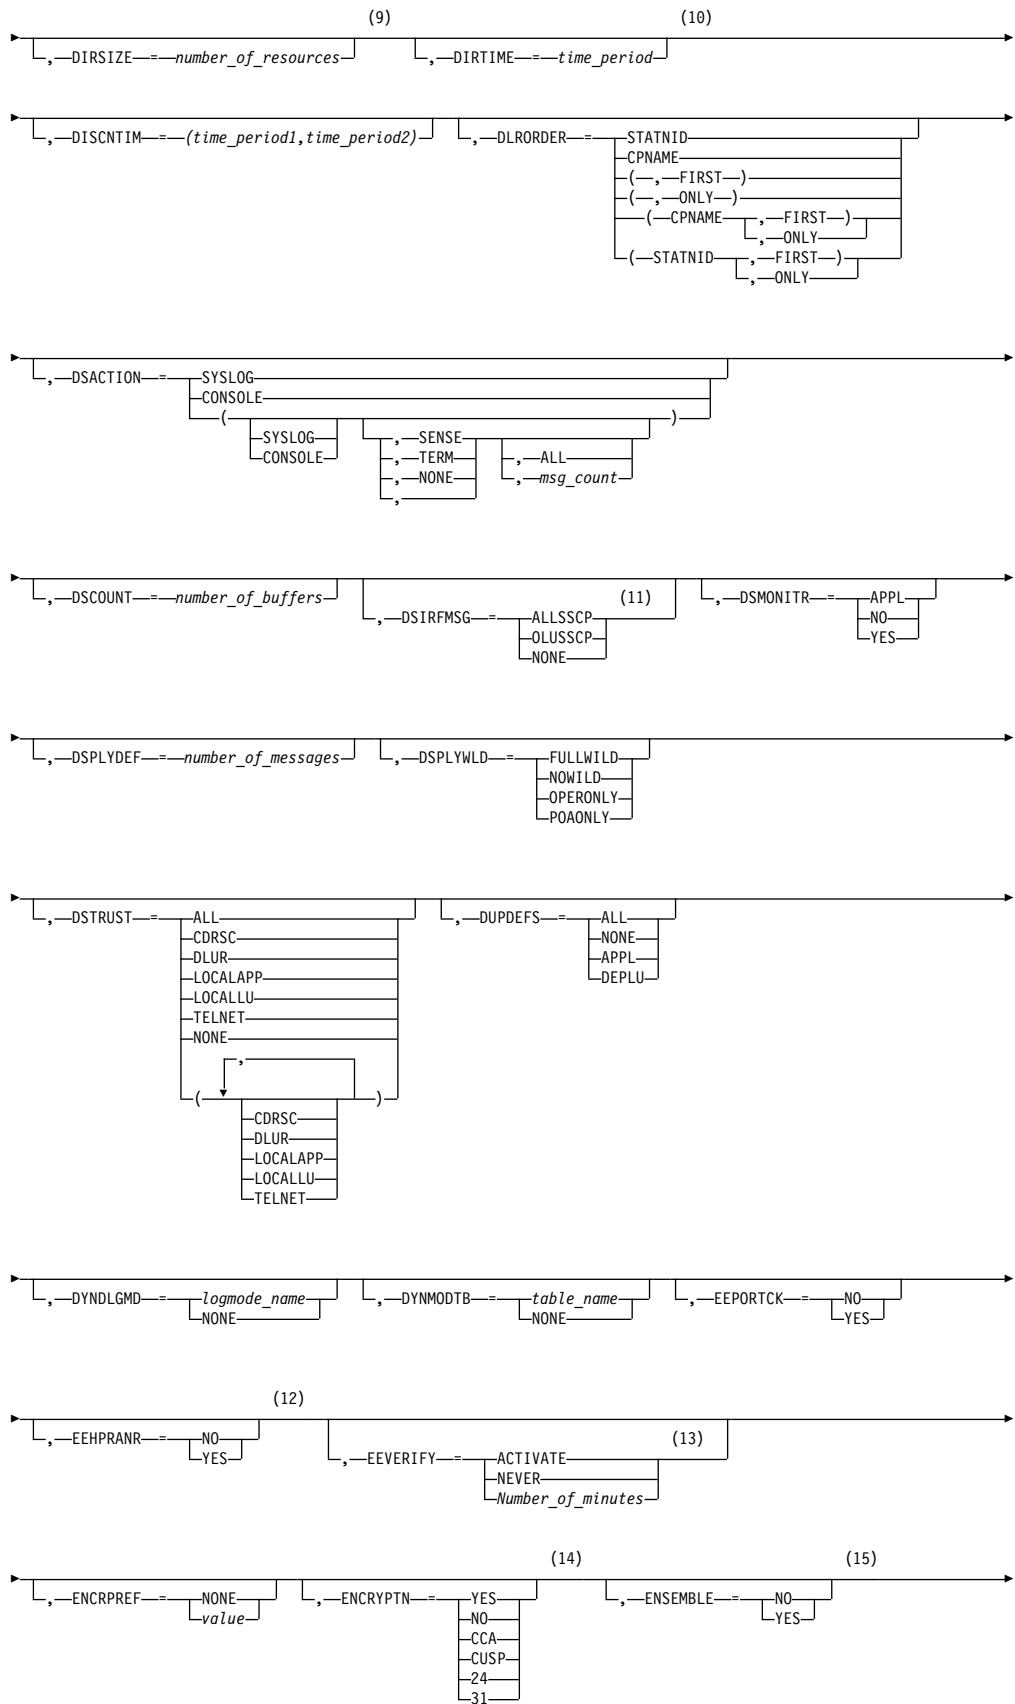 (9) (10)
,DIRSIZE=number_of_resources ,DIRTIME=time_period
,DISCNTIM=(time_period1,time_period2) ,DLRORDER=STATNID
CPNAME
(,FIRST)
(,ONLY)
(CPNAME,FIRST)
,ONLY
(STATNID,FIRST)
,ONLY
,DSACTION=SYSLOG
CONSOLE
( )
SYSLOG ,SENSE
CONSOLE ,TERM ,ALL
,NONE ,msg_count
,
,DSCOUNT=number_of_buffers (11) ,DSMONITR=APPL
,DSIRFMSG=ALLSSCP NO
OLUSSCP YES
NONE
,DSPLYDEF=number_of_messages ,DSPLYWLD=FULLWILD
NOWILD
OPERONLY
POAONLY
,DSTRUST=ALL ,DUPDEFS=ALL
CDRSC NONE
DLUR APPL
LOCALAPP DEPLU
LOCALLU
TELNET
NONE
,
( )
CDRSC
DLUR
LOCALAPP
LOCALLU
TELNET
,DYNDLGMD=logmode_name ,DYNMODTB=table_name ,EEPORTCK=NO
NONE NONE YES
(12)
,EEHPRANR=NO (13)
YES ,EEVERIFY=ACTIVATE
NEVER
Number_of_minutes
(14) (15)
,ENCRPREF=NONE ,ENCRYPTN=YES ,ENSEMBLE=NO
value NO YES
CCA
CUSP
24
31